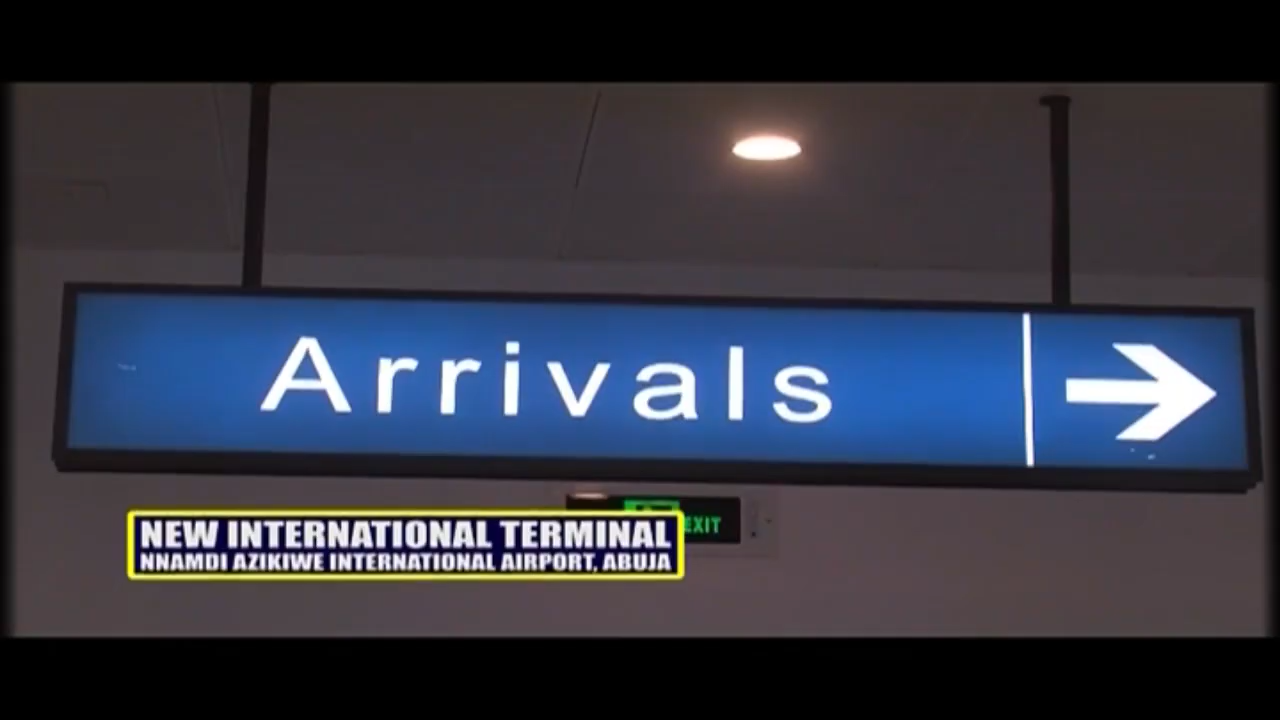 Arrivals
EXIT
NEW INTERNATIONAL TERMINAL
NNAMDI AZIKIWE INTERNATIONAL AIRPORT, ABUJA